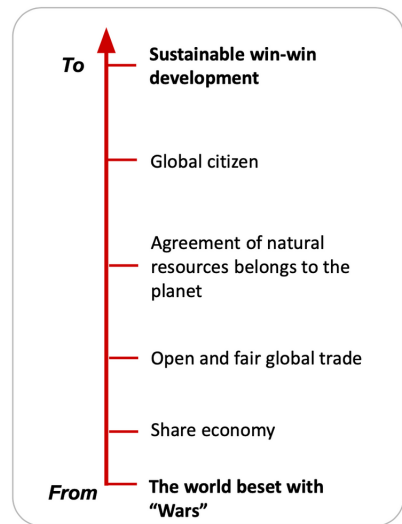 To
Sustainable win-win
development
Global citizen
Agreement of natural
resources belongs to the
planet
Open and fair global trade
Share economy
From
The world beset with
“Wars”